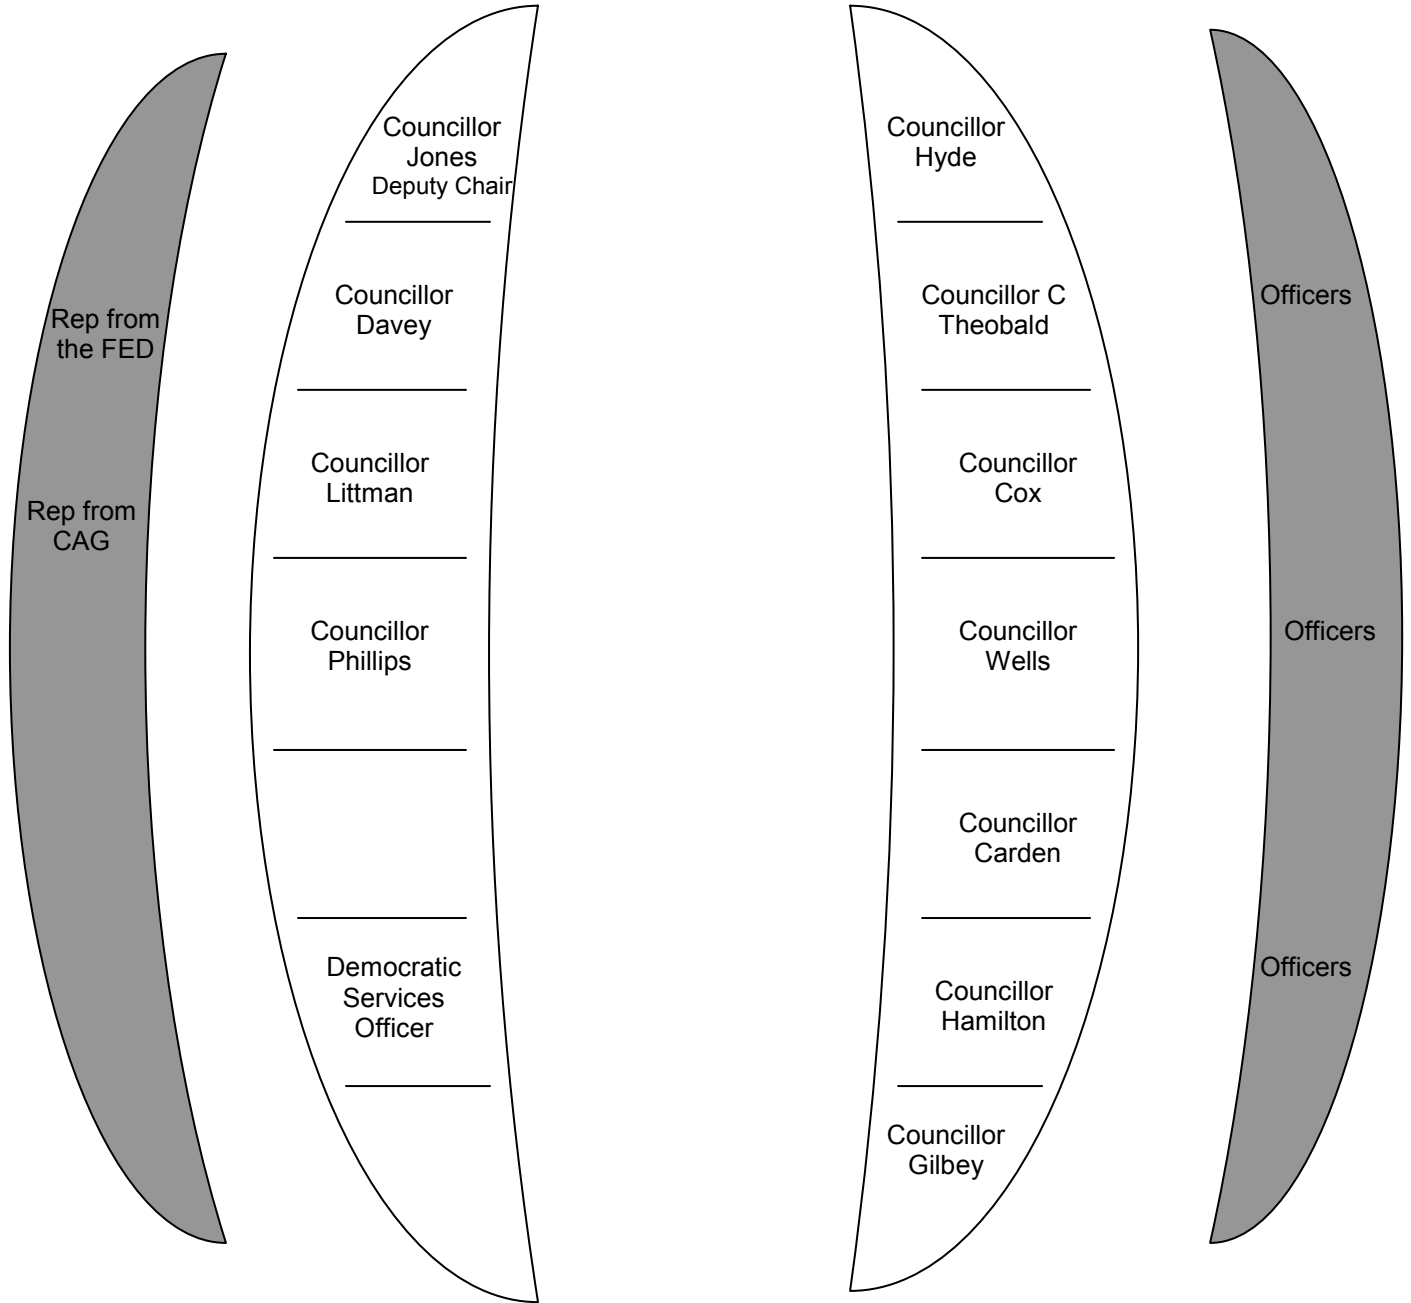 Rep from
the FED
Rep from
CAG
Councillor
Jones
Deputy Chair
Councillor
Davey
Councillor
Littman
Councillor
Phillips
Democratic
Services
Officer
Councillor
Hyde
Councillor C
Theobald
Councillor
Cox
Councillor
Wells
Councillor
Carden
Councillor
Hamilton
Councillor
Gilbey
Officers
Officers
Officers